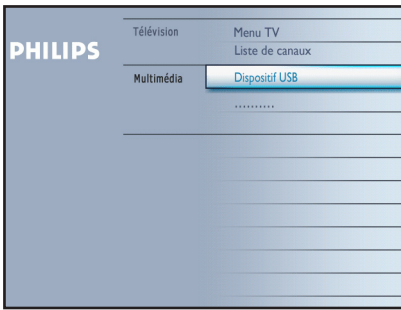 PHILIPS
Télévision
Menu TV
Liste de canaux
Multimédia
Dispositif USB
..........